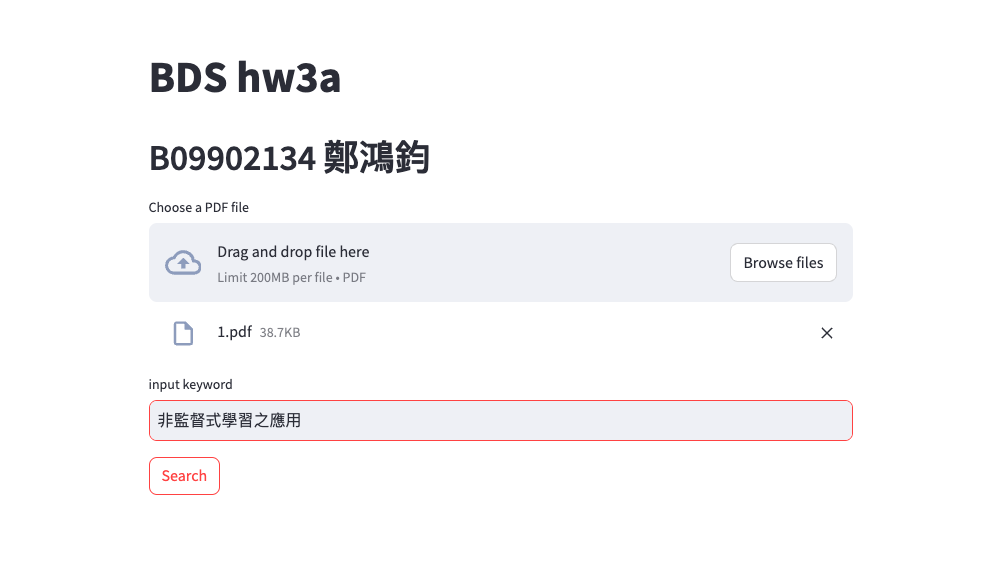 BDS hw3a
B09902134 鄭鴻鈞
Choose a PDF file
Drag and drop file here
Limit 200MB per file • PDF
Browse files
1.pdf 38.7KB
input keyword
非監督式學習之應用
Search